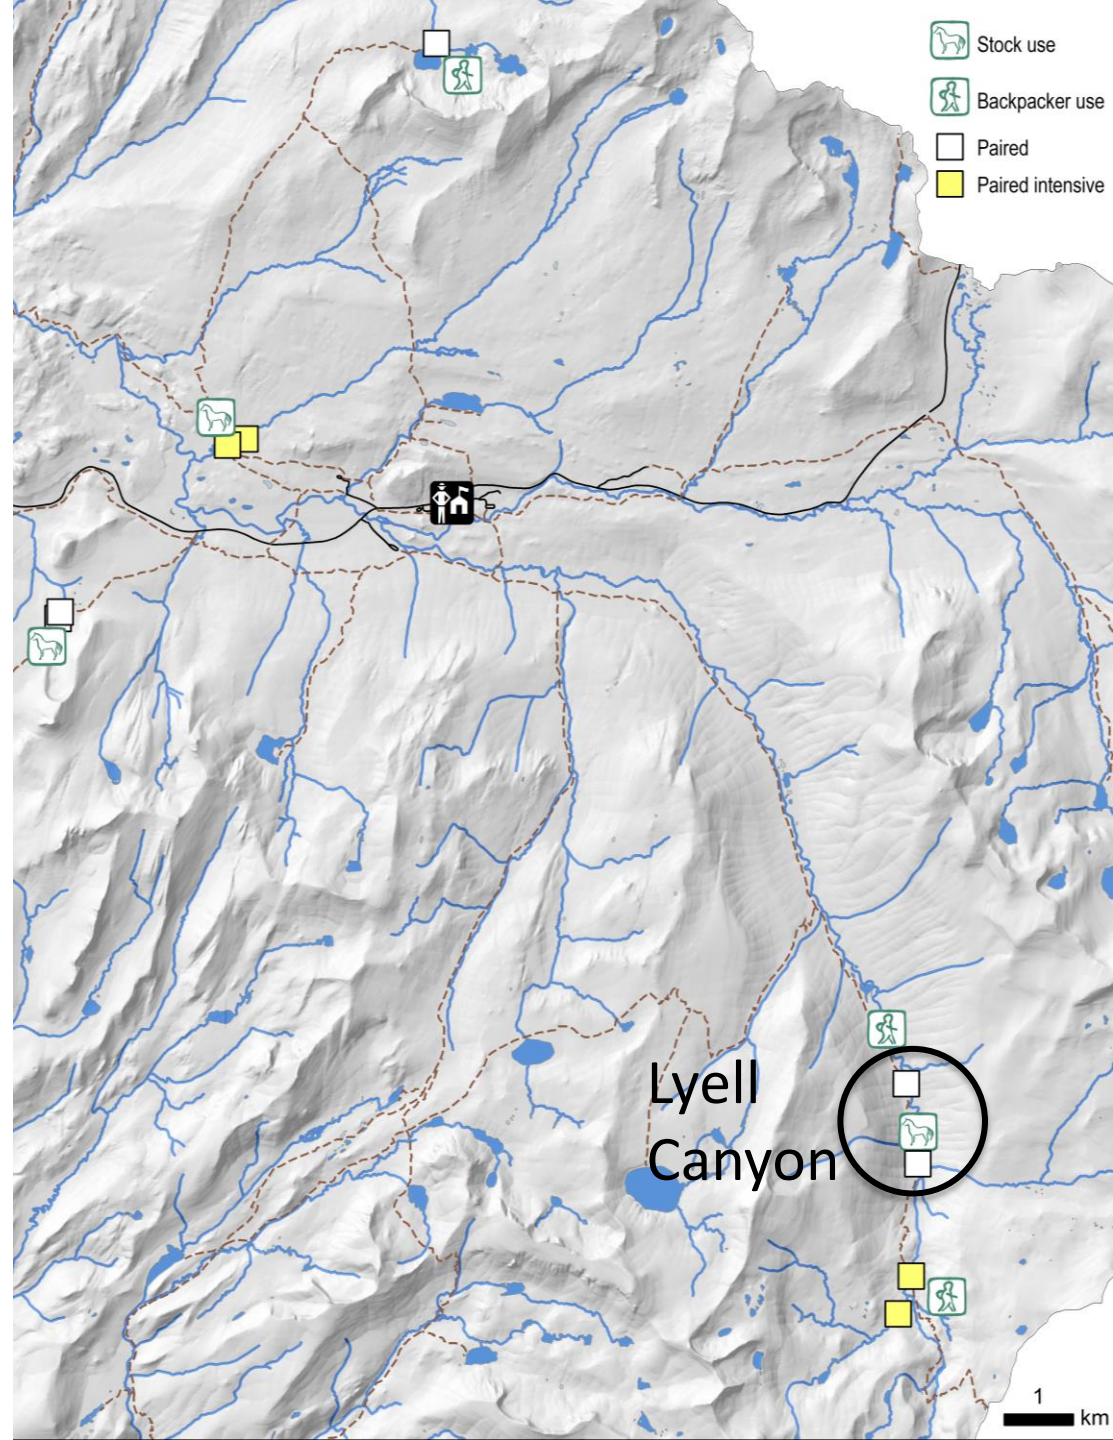 Stock use
Backpacker use
Paired
Paired intensive
Lyell
Canyon
1
km